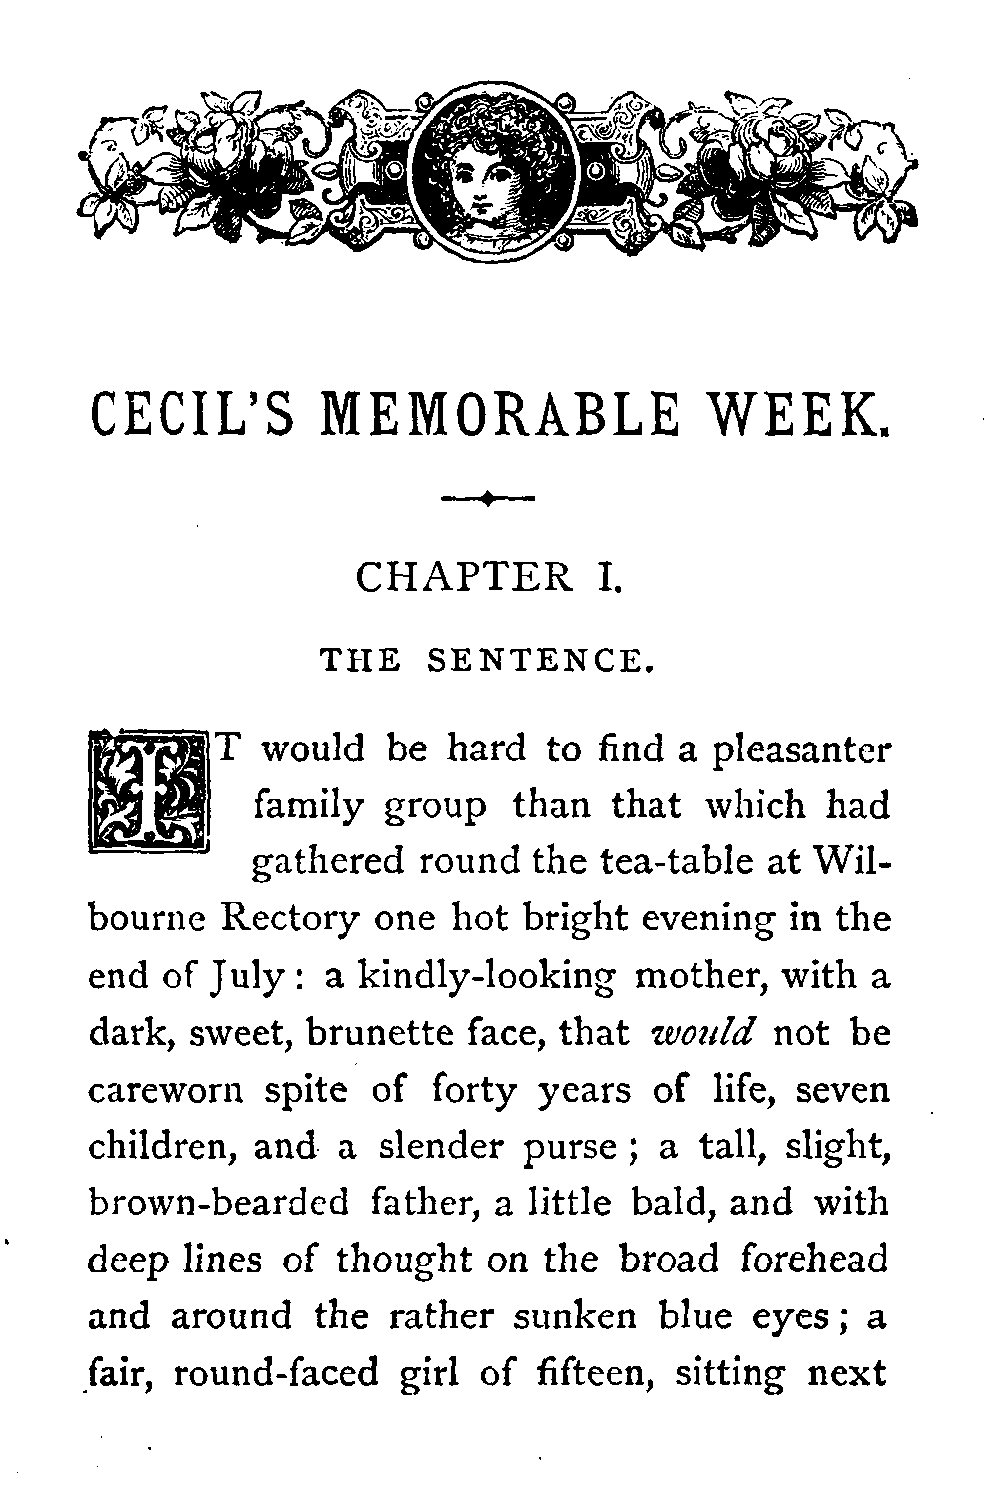 CECIL'S MEMORABLE WEEK.
CHAPTER I.
THE SENTENCE.
IT would be hard to find a pleasanter
family group than that which had
gathered round the tea-table at Wil-
bourne Rectory one hot bright evening in the
end of July : a kindly-looking mother, with a
dark, sweet, brunette face, that would not be
careworn spite of forty years of life, seven
children, and a slender purse ; a tall, slight,
brown-bearded father, a little bald, and with
deep lines of thought on the broad forehead
and around the rather sunken blue eyes ; a
fair, round-faced girl of fifteen, sitting next